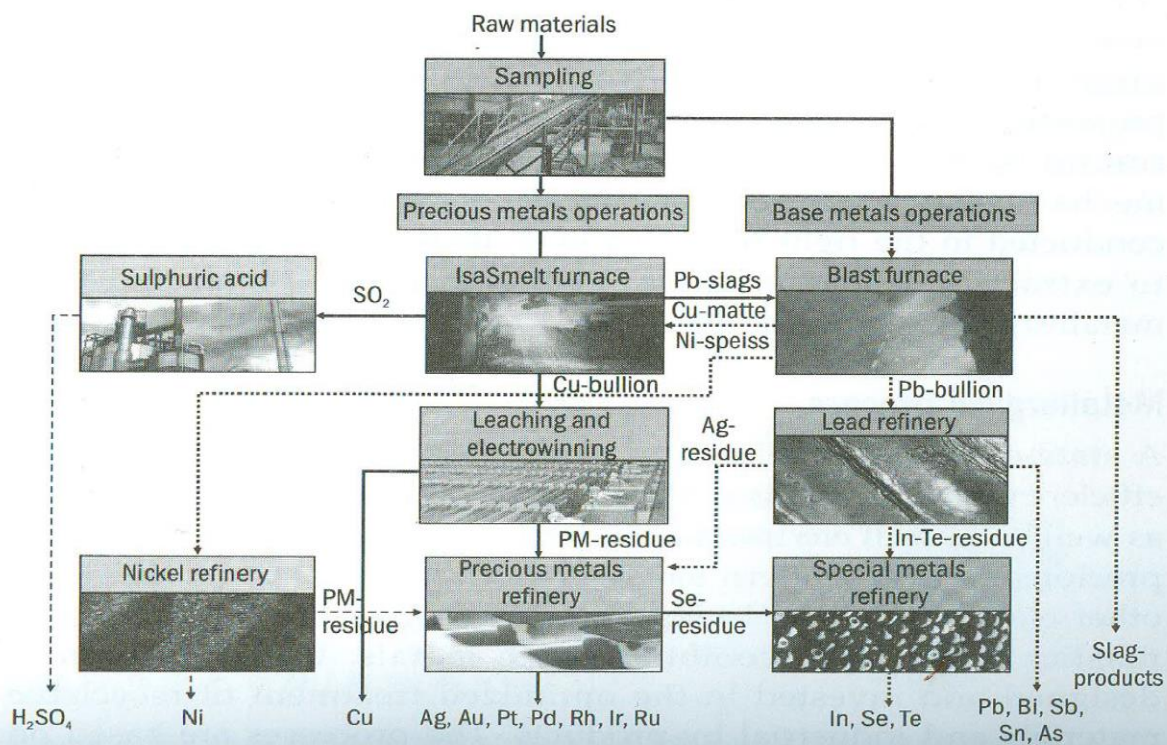 Raw materials
Sampling
Precious metals operations
Base metals operations
Sulphuric acid
SO₂
IsaSmelt furnace
Pb-slags
Cu-matte
Ni-speiss
Blast furnace
Cu-bullion
Pb-bullion
Leaching and
electrowinning
Ag-
residue
Lead refinery
PM-residue
In-Te-residue
Nickel refinery
PM-
residue
Precious metals
refinery
Se-
residue
Special metals
refinery
Slag-
products
H₂SO₄
Ni
Cu
Ag, Au, Pt, Pd, Rh, Ir, Ru
In, Se, Te
Pb, Bi, Sb,
Sn, As